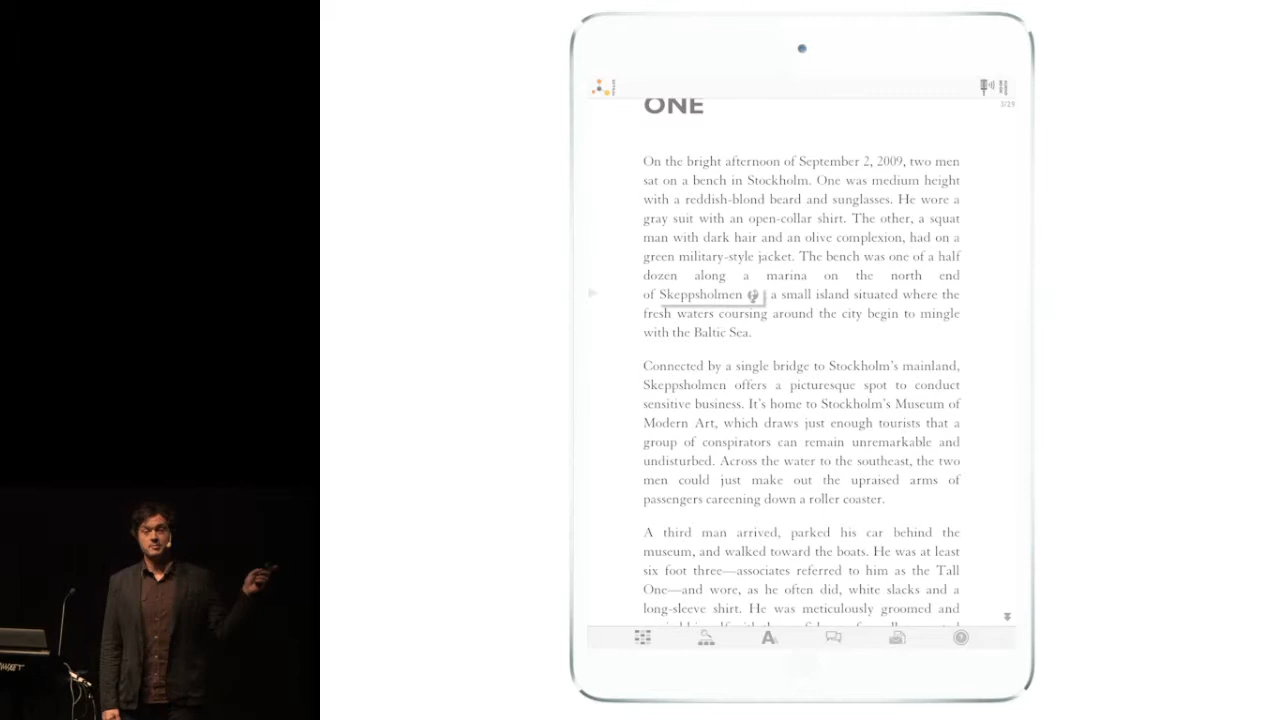 3/29
ONE
On the bright afternoon of September 2, 2009, two men
sat on a bench in Stockholm. One was medium height
with a reddish-blond beard and sunglasses. He wore a
gray suit with an open-collar shirt. The other, a squat
man with dark hair and an olive complexion, had on a
green military-style jacket. The bench was one of a half
dozen along a marina on the north end
of Skeppsholmen a small island situated where the
fresh waters coursing around the city begin to mingle
with the Baltic Sea.
Connected by a single bridge to Stockholm's mainland,
Skeppsholmen offers a picturesque spot to conduct
sensitive business. It's home to Stockholm's Museum of
Modern Art, which draws just enough tourists that a
group of conspirators can remain unremarkable and
undisturbed. Across the water to the southeast, the two
men could just make out the upraised arms of
passengers careening down a roller coaster.
A third man arrived, parked his car behind the
museum, and walked toward the boats. He was at least
six foot three—associates referred to him as the Tall
One—and wore, as he often did, white slacks and a
long-sleeve shirt. He was meticulously groomed and